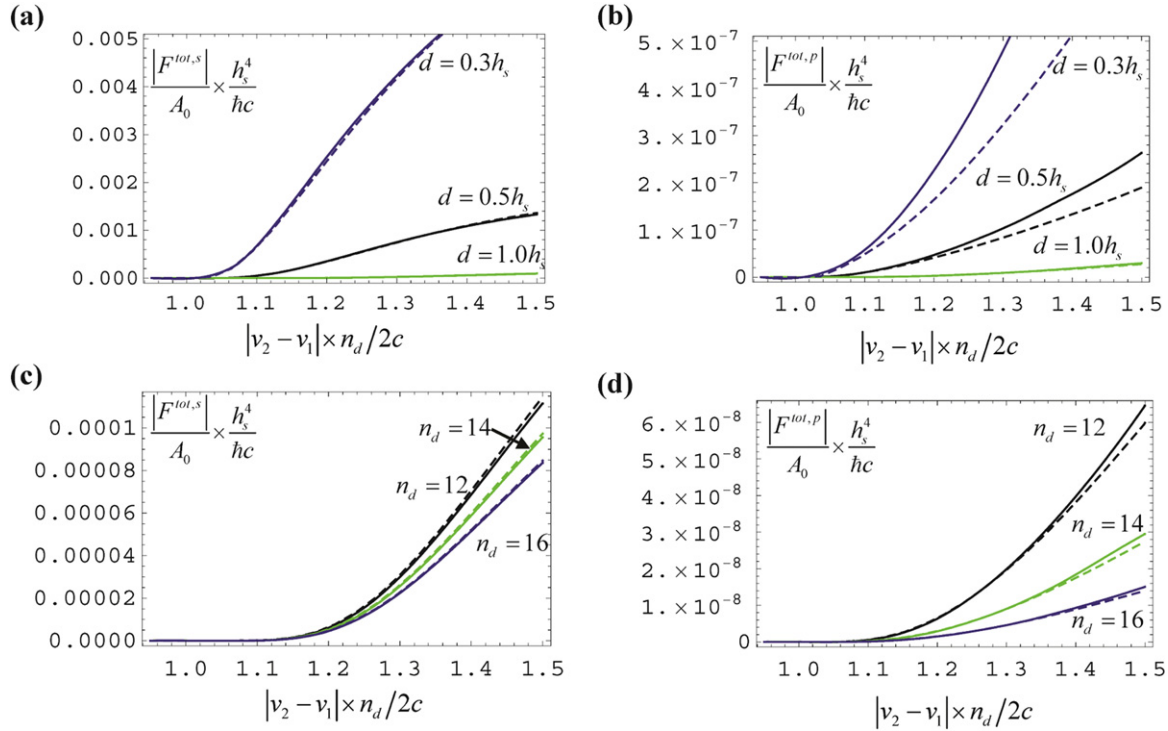 (a)
|F^{tot,s}|/A_0 × h_s^4/ħc
0.005
0.004
0.003
0.002
0.001
0.000
d = 0.3h_s
d = 0.5h_s
d = 1.0h_s
1.0 1.1 1.2 1.3 1.4 1.5
|v_2 − v_1| × n_d/2c
(b)
|F^{tot,p}|/A_0 × h_s^4/ħc
5. × 10^-7
4. × 10^-7
3. × 10^-7
2. × 10^-7
1. × 10^-7
0
d = 0.3h_s
d = 0.5h_s
d = 1.0h_s
1.0 1.1 1.2 1.3 1.4 1.5
|v_2 − v_1| × n_d/2c
(c)
|F^{tot,s}|/A_0 × h_s^4/ħc
0.0001
0.00008
0.00006
0.00004
0.00002
0.00000
n_d = 14
n_d = 12
n_d = 16
1.0 1.1 1.2 1.3 1.4 1.5
|v_2 − v_1| × n_d/2c
(d)
|F^{tot,p}|/A_0 × h_s^4/ħc
6. × 10^-8
5. × 10^-8
4. × 10^-8
3. × 10^-8
2. × 10^-8
1. × 10^-8
0
n_d = 12
n_d = 14
n_d = 16
1.0 1.1 1.2 1.3 1.4 1.5
|v_2 − v_1| × n_d/2c